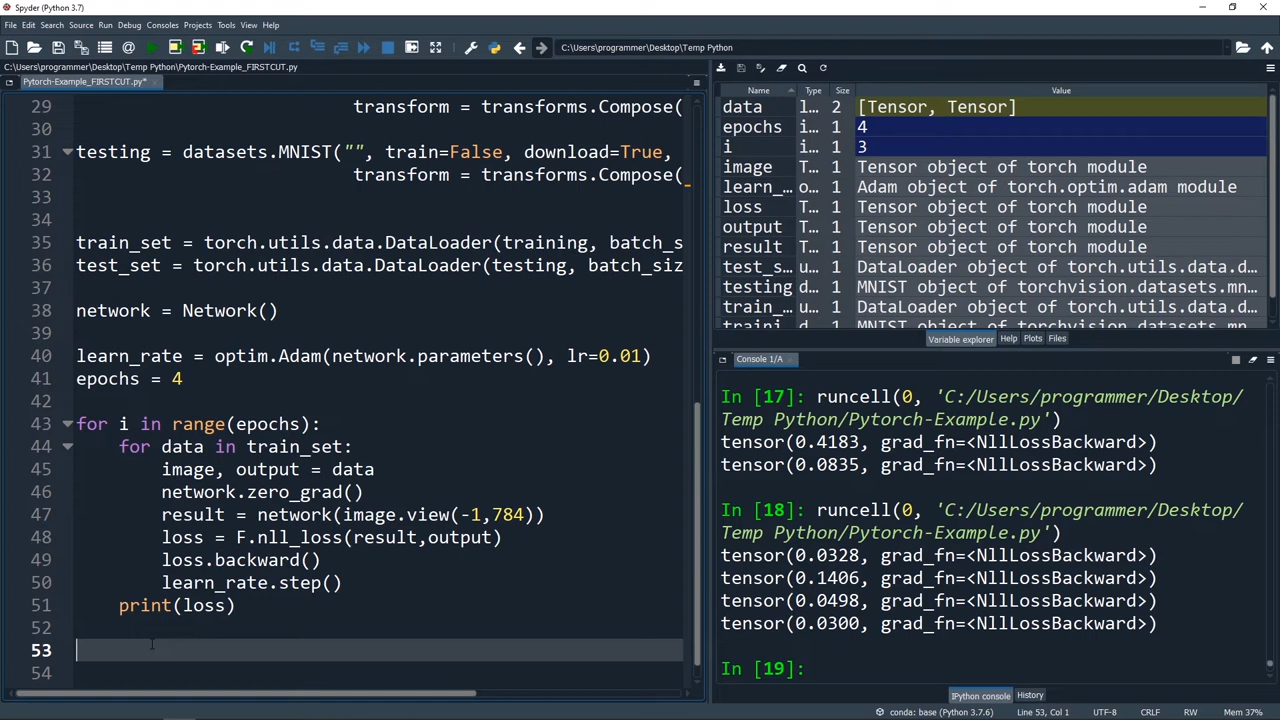 Spyder (Python 3.7)
File Edit Search Source Run Debug Consoles Projects Tools View Help
C:\Users\programmer\Desktop\Temp Python
C:\Users\programmer\Desktop\Temp Python\Pytorch-Example_FIRSTCUT.py
Pytorch-Example_FIRSTCUT.py*
29 transform = transforms.Compose(
30
31 testing = datasets.MNIST("", train=False, download=True,
32 transform = transforms.Compose(
33
34
35 train_set = torch.utils.data.DataLoader(training, batch_s
36 test_set = torch.utils.data.DataLoader(testing, batch_siz
37
38 network = Network()
39
40 learn_rate = optim.Adam(network.parameters(), lr=0.01)
41 epochs = 4
42
43 for i in range(epochs):
44 for data in train_set:
45 image, output = data
46 network.zero_grad()
47 result = network(image.view(-1,784))
48 loss = F.nll_loss(result,output)
49 loss.backward()
50 learn_rate.step()
51 print(loss)
52
53
54
Name Type Size Value
data l… 2 [Tensor, Tensor]
epochs i… 1 4
i i… 1 3
image T… 1 Tensor object of torch module
learn_… o… 1 Adam object of torch.optim.adam module
loss T… 1 Tensor object of torch module
output T… 1 Tensor object of torch module
result T… 1 Tensor object of torch module
test_s… u… 1 DataLoader object of torch.utils.data.d…
testing d… 1 MNIST object of torchvision.datasets.mn…
train_… u… 1 DataLoader object of torch.utils.data.d…
traini… d… 1 MNIST object of torchvision.datasets.mn…
Variable explorer Help Plots Files
Console 1/A
In [17]: runcell(0, 'C:/Users/programmer/Desktop/
Temp Python/Pytorch-Example.py')
tensor(0.4183, grad_fn=<NllLossBackward>)
tensor(0.0835, grad_fn=<NllLossBackward>)
In [18]: runcell(0, 'C:/Users/programmer/Desktop/
Temp Python/Pytorch-Example.py')
tensor(0.0328, grad_fn=<NllLossBackward>)
tensor(0.1406, grad_fn=<NllLossBackward>)
tensor(0.0498, grad_fn=<NllLossBackward>)
tensor(0.0300, grad_fn=<NllLossBackward>)
In [19]:
IPython console History
conda: base (Python 3.7.6) Line 53, Col 1 UTF-8 CRLF RW Mem 37%